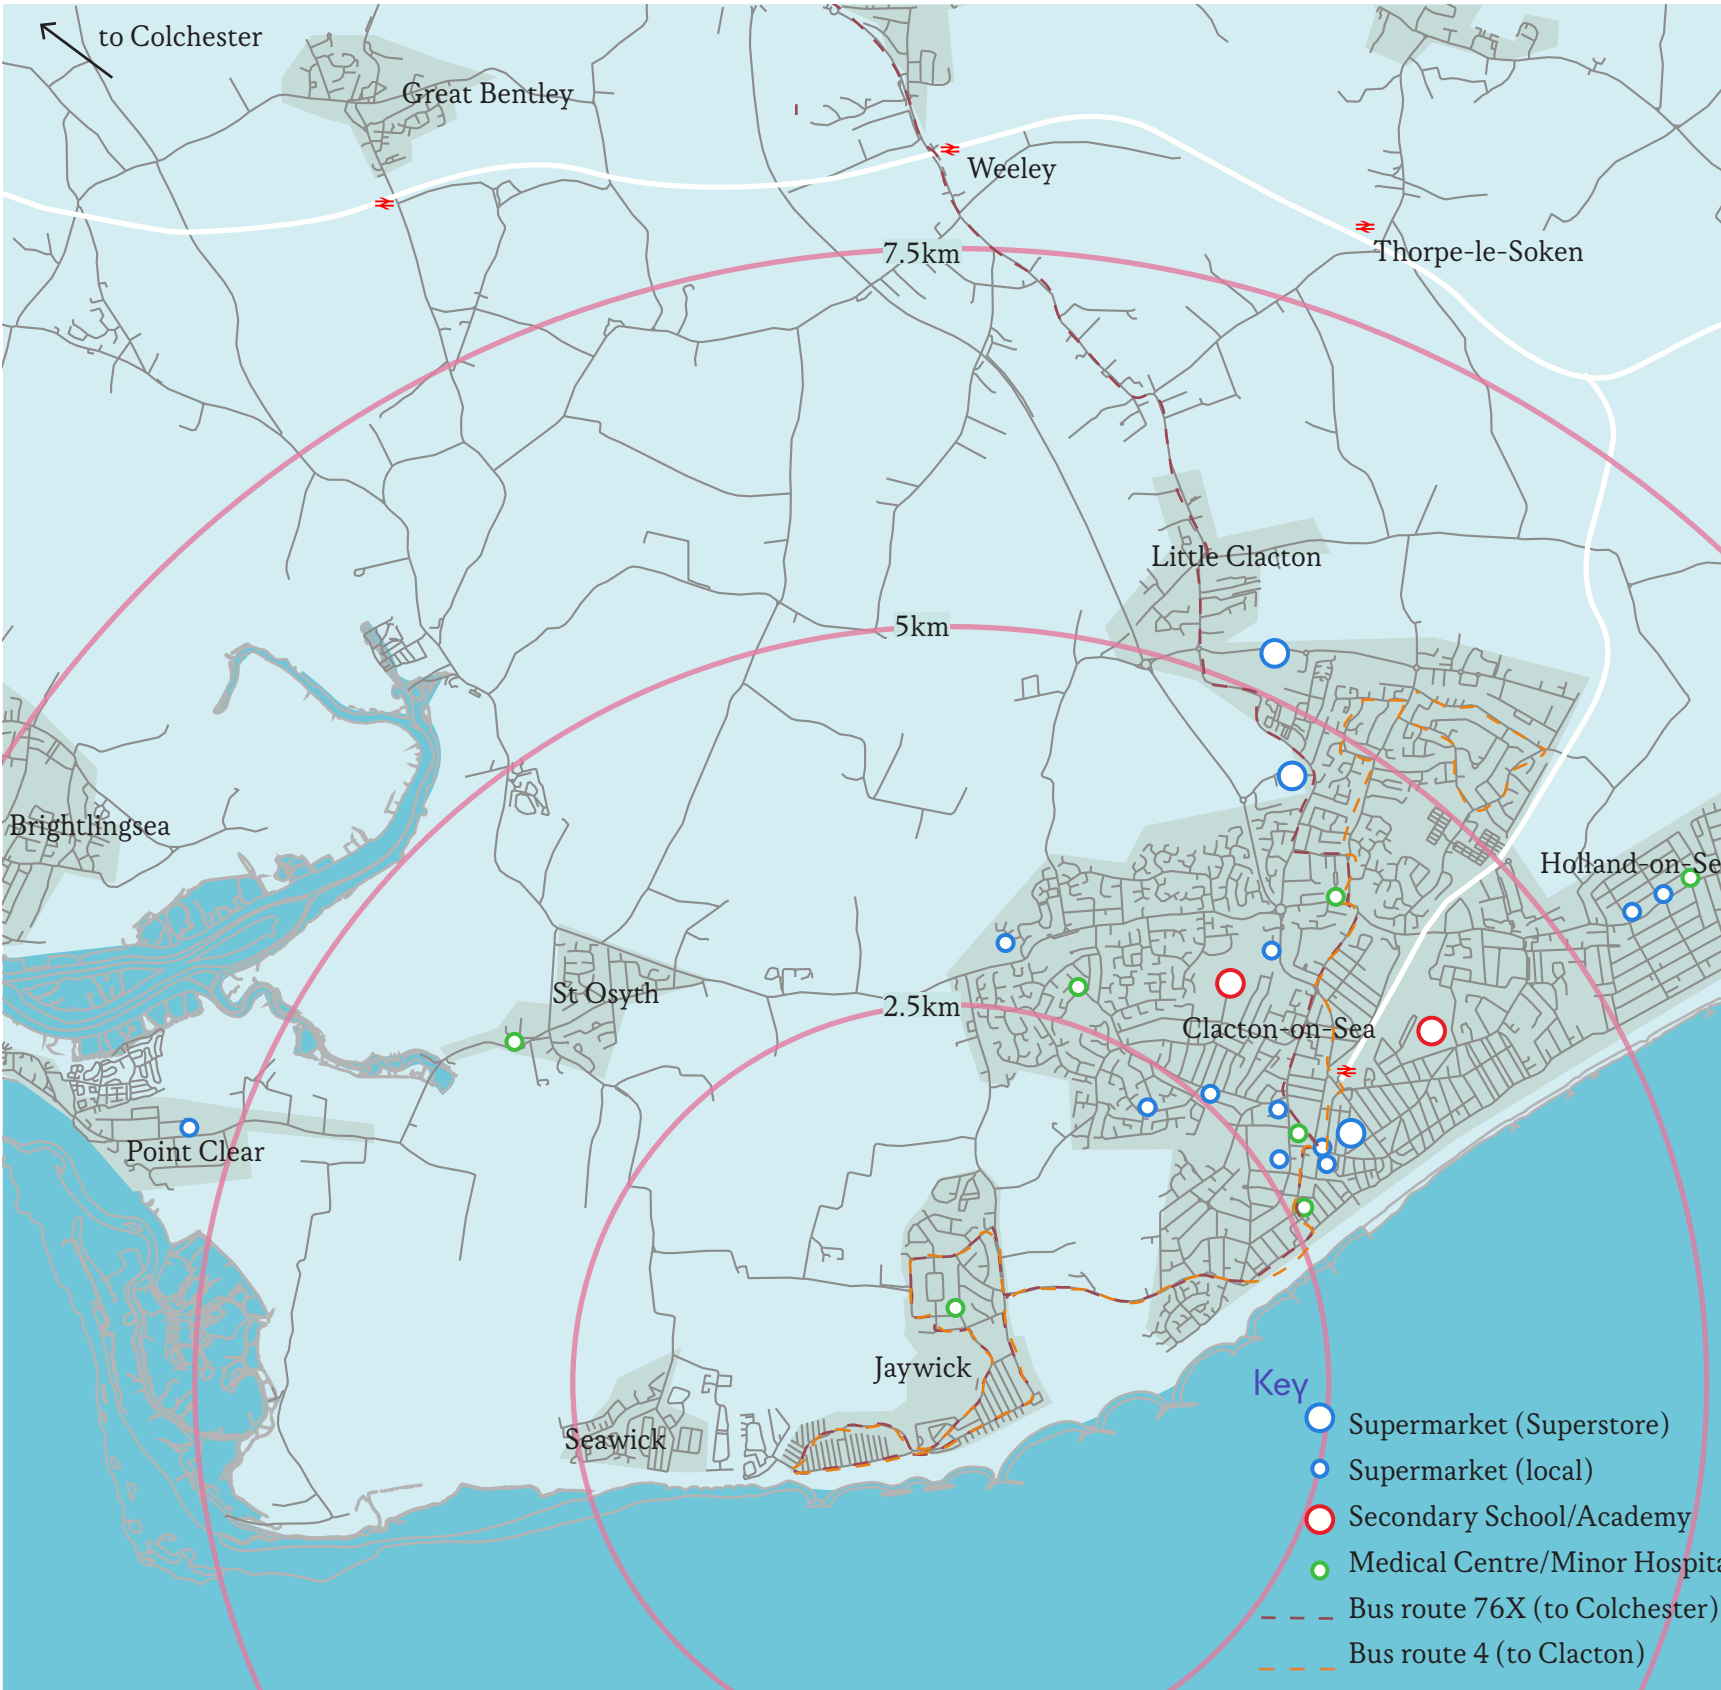 to Colchester
Great Bentley
Weeley
Thorpe-le-Soken
7.5km
Little Clacton
5km
Brightlingsea
Holland-on-Se
St Osyth
2.5km
Clacton-on-Sea
Point Clear
Jaywick
Seawick
Key
Supermarket (Superstore)
Supermarket (local)
Secondary School/Academy
Medical Centre/Minor Hospita
Bus route 76X (to Colchester)
Bus route 4 (to Clacton)